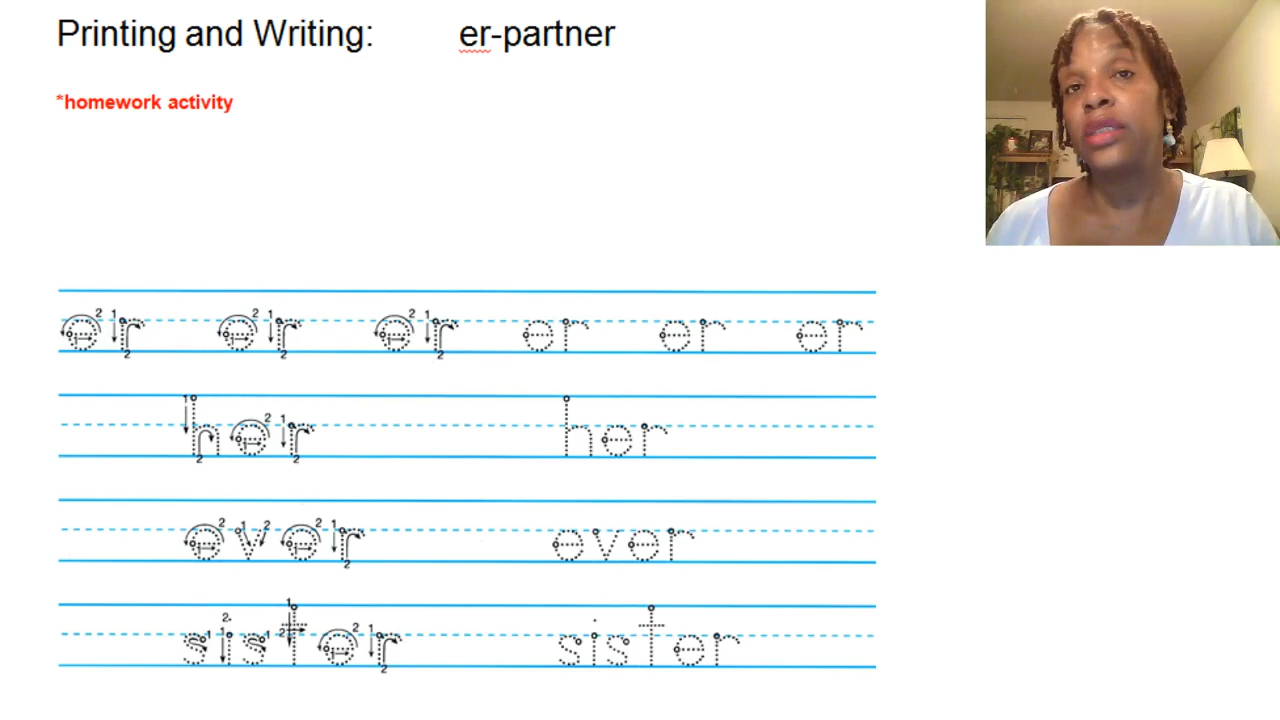 Printing and Writing: er-partner
*homework activity
er er er er er er
her her
ever ever
sister sister